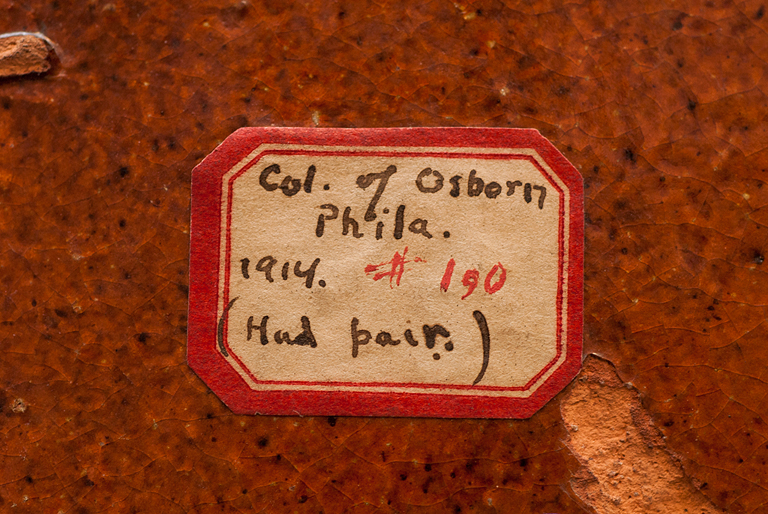 Col. of Osborn
Phila.
1914. # 190
(Had pair.)